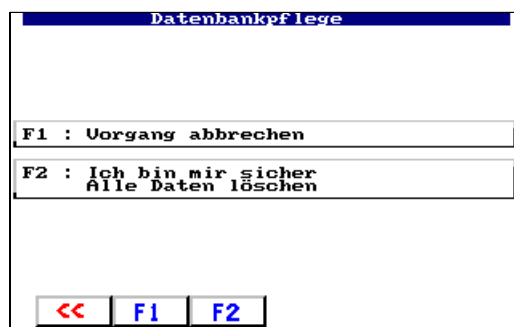 Datenbankpflege
F1 : Vorgang abbrechen
F2 : Ich bin mir sicher
Alle Daten löschen
<< F1 F2